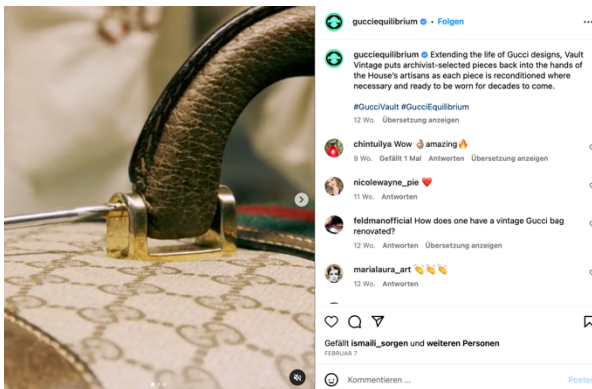 gucciequilibrium • Folgen
gucciequilibrium Extending the life of Gucci designs, Vault
Vintage puts archivist-selected pieces back into the hands of
the House's artisans as each piece is reconditioned where
necessary and ready to be worn for decades to come.
#GucciVault #GucciEquilibrium
12 Wo. Übersetzung anzeigen
chintuilya Wow 👌🏼amazing🔥
9 Wo. Gefällt 1 Mal Antworten Übersetzung anzeigen
nicolewayne_pie ❤️
11 Wo. Antworten
feldmanofficial How does one have a vintage Gucci bag
renovated?
12 Wo. Antworten Übersetzung anzeigen
marialaura_art 👏👏👏
12 Wo. Antworten
Gefällt ismaili_sorgen und weiteren Personen
FEBRUAR 7
Kommentieren ...
Posten